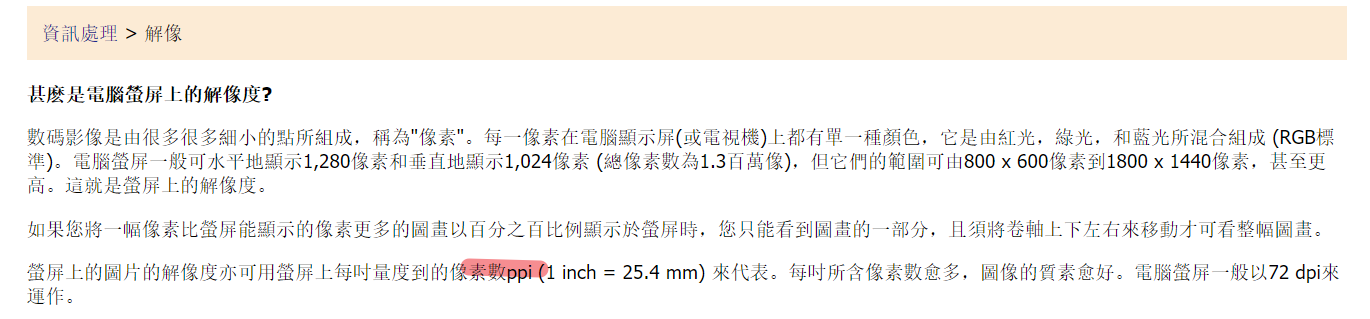 資訊處理 > 解像
甚麽是電腦螢屏上的解像度?
數碼影像是由很多很多細小的點所組成，稱為"像素"。每一像素在電腦顯示屏(或電視機)上都有單一種顏色，它是由紅光，綠光，和藍光所混合組成 (RGB標
準)。電腦螢屏一般可水平地顯示1,280像素和垂直地顯示1,024像素 (總像素數為1.3百萬像)，但它們的範圍可由800 x 600像素到1800 x 1440像素，甚至更
高。這就是螢屏上的解像度。
如果您將一幅像素比螢屏能顯示的像素更多的圖畫以百分之百比例顯示於螢屏時，您只能看到圖畫的一部分，且須將卷軸上下左右來移動才可看整幅圖畫。
螢屏上的圖片的解像度亦可用螢屏上每吋量度到的像素數ppi (1 inch = 25.4 mm) 來代表。每吋所含像素數愈多，圖像的質素愈好。電腦螢屏一般以72 dpi來
運作。